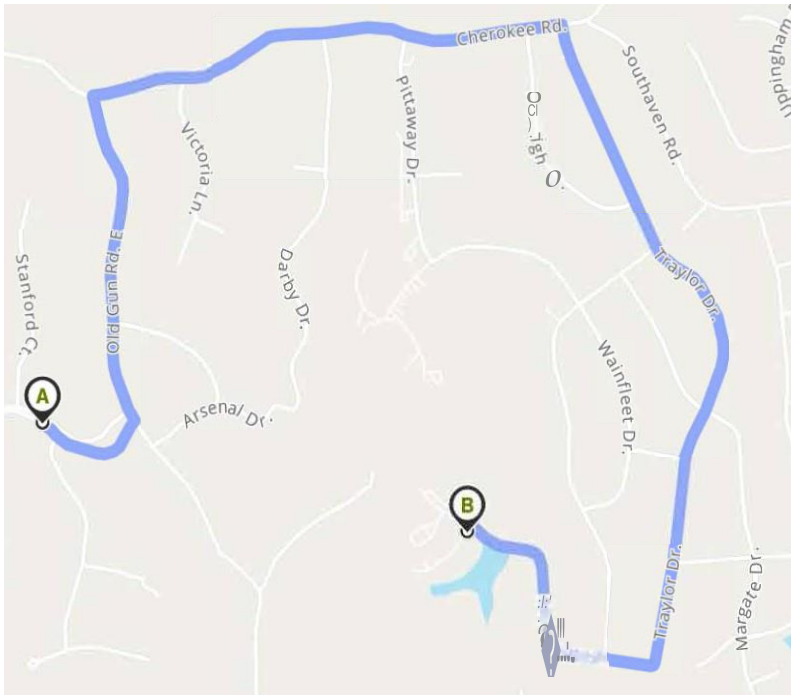 Cherokee Rd.
Southaven Rd.
Pittaway Dr.
Victoria Ln.
Old Gun Rd. E
Stanford Ct.
Darby Dr.
Traylor Dr.
Wainfleet Dr.
A
Arsenal Dr.
B
Traylor Dr.
Margate Dr.